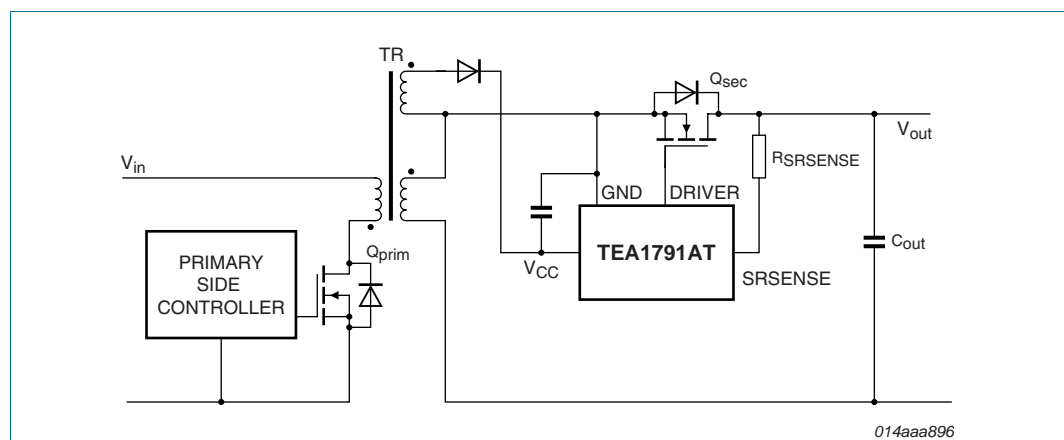 TR
Qsec
Vout
Vin
RSRSENSE
GND
DRIVER
Qprim
PRIMARY
SIDE
CONTROLLER
TEA1791AT
Cout
VCC
SRSENSE
014aaa896